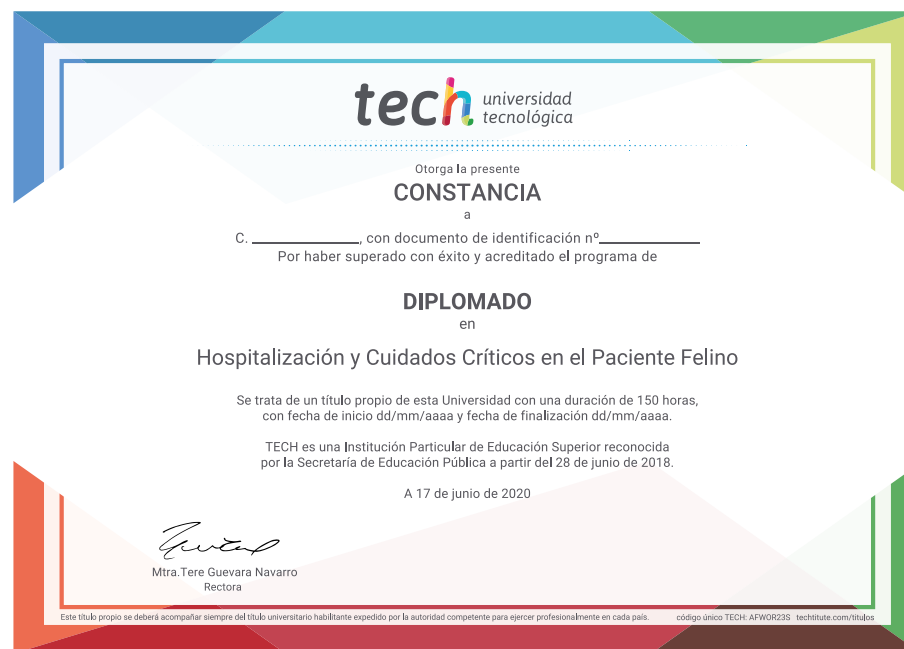 tech universidad
tecnológica
Otorga la presente
CONSTANCIA
a
C. ______________, con documento de identificación nº_____________
Por haber superado con éxito y acreditado el programa de
DIPLOMADO
en
Hospitalización y Cuidados Críticos en el Paciente Felino
Se trata de un título propio de esta Universidad con una duración de 150 horas,
con fecha de inicio dd/mm/aaaa y fecha de finalización dd/mm/aaaa.
TECH es una Institución Particular de Educación Superior reconocida
por la Secretaría de Educación Pública a partir del 28 de junio de 2018.
A 17 de junio de 2020
Mtra.Tere Guevara Navarro
Rectora
Este título propio se deberá acompañar siempre del título universitario habilitante expedido por la autoridad competente para ejercer profesionalmente en cada país. código único TECH: AFWOR23S techtitute.com/titulos